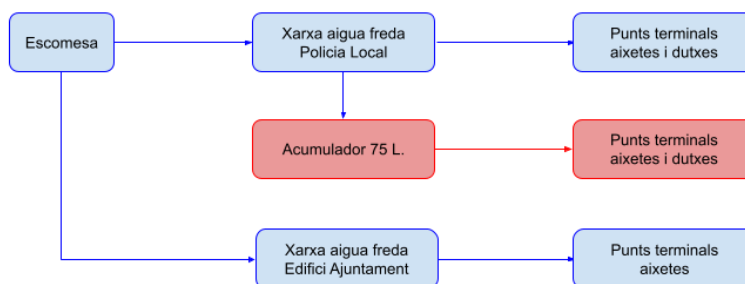 Escomesa
Xarxa aigua freda
Policia Local
Punts terminals
aixetes i dutxes
Acumulador 75 L.
Punts terminals
aixetes i dutxes
Xarxa aigua freda
Edifici Ajuntament
Punts terminals
aixetes